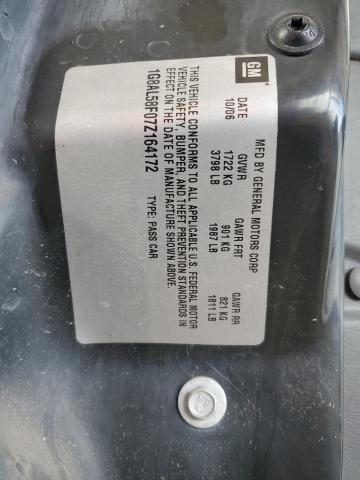 GM
MFD BY GENERAL MOTORS CORP
DATE GVWR GAWR FRT GAWR RR
10/06 1722 KG 901 KG 821 KG
3798 LB 1987 LB 1811 LB
THIS VEHICLE CONFORMS TO ALL APPLICABLE U.S. FEDERAL MOTOR
VEHICLE SAFETY, BUMPER, AND THEFT PREVENTION STANDARDS IN
EFFECT ON THE DATE OF MANUFACTURE SHOWN ABOVE.
1G8AL58F07Z164172 TYPE: PASS CAR